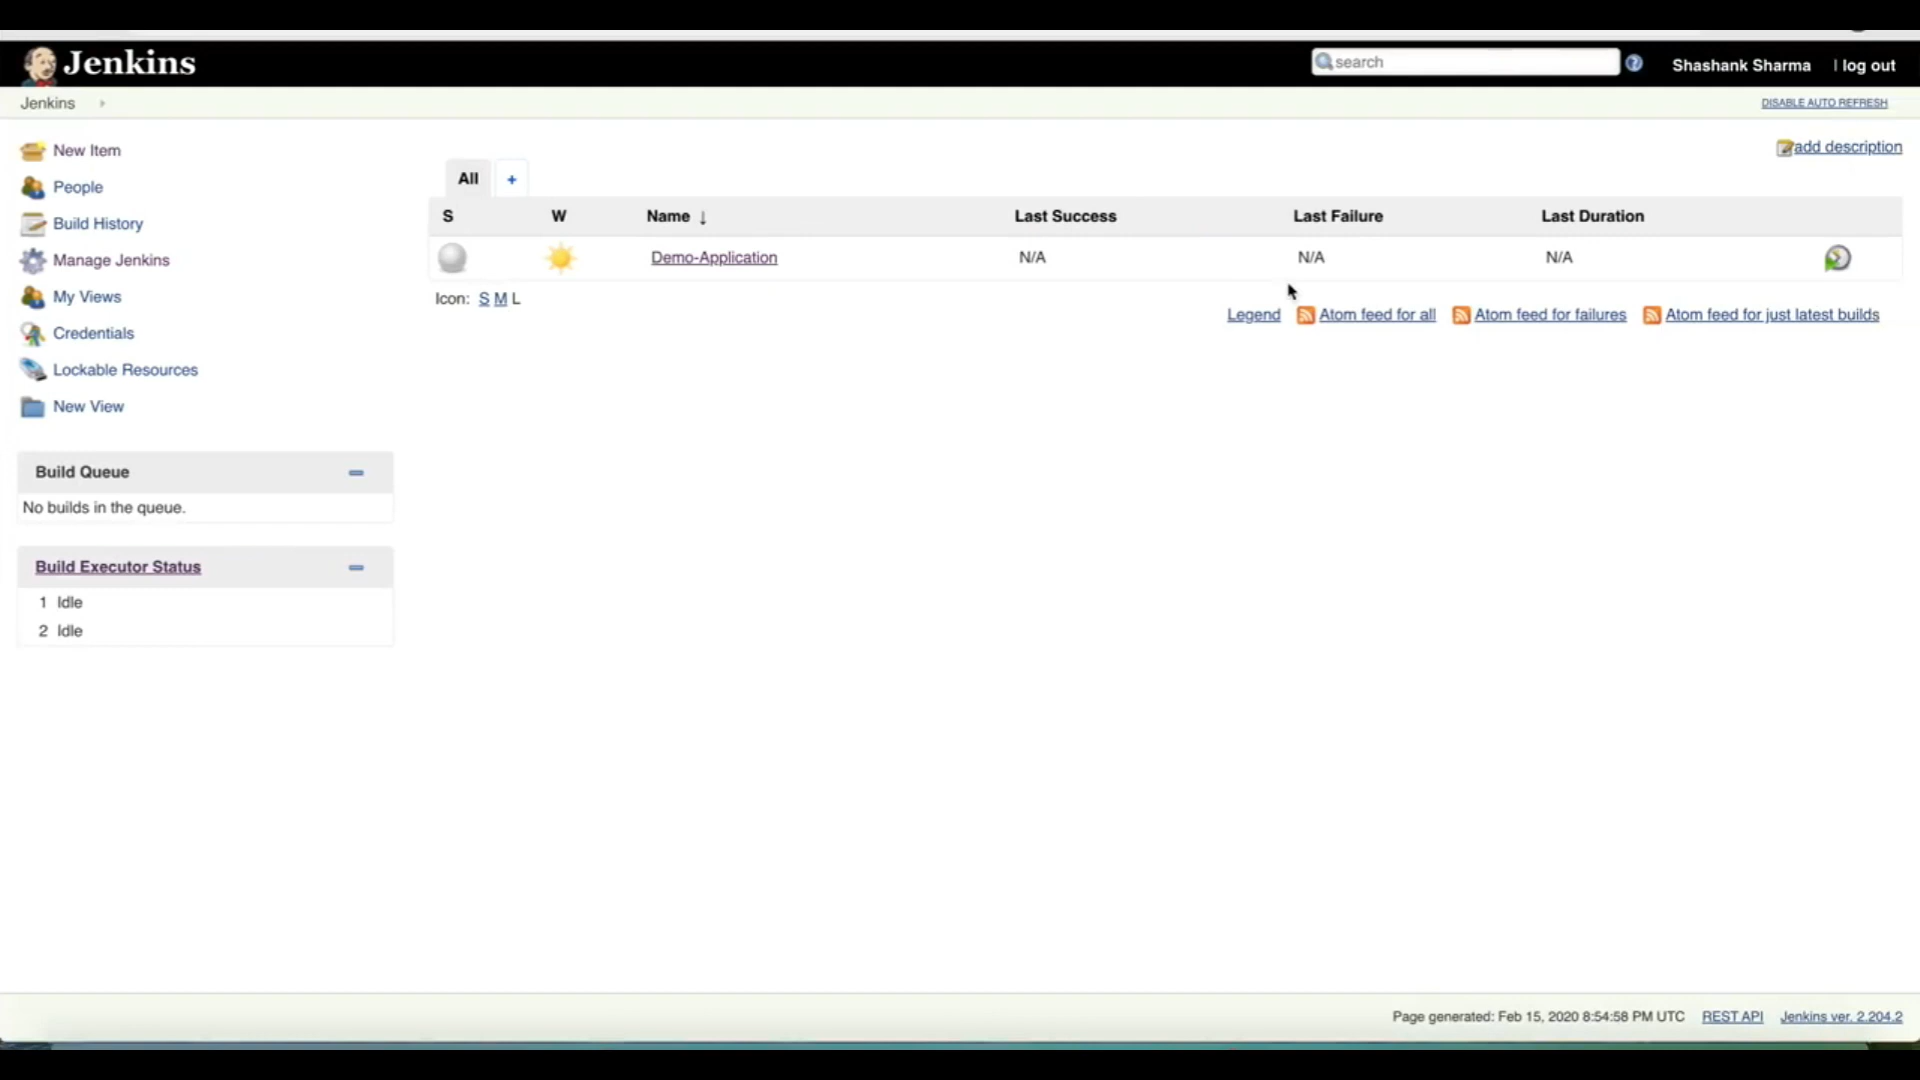 Jenkins
search
Shashank Sharma | log out
Jenkins
DISABLE AUTO REFRESH
New Item
People
Build History
Manage Jenkins
My Views
Credentials
Lockable Resources
New View
add description
All +
S W Name ↓ Last Success Last Failure Last Duration
Demo-Application N/A N/A N/A
Icon: S M L
Legend Atom feed for all Atom feed for failures Atom feed for just latest builds
Build Queue
No builds in the queue.
Build Executor Status
1 Idle
2 Idle
Page generated: Feb 15, 2020 8:54:58 PM UTC REST API Jenkins ver. 2.204.2